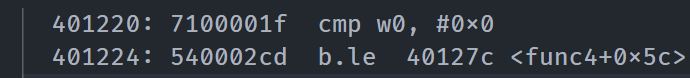 401220: 7100001f cmp w0, #0×0
401224: 540002cd b.le 40127c <func4+0×5c>